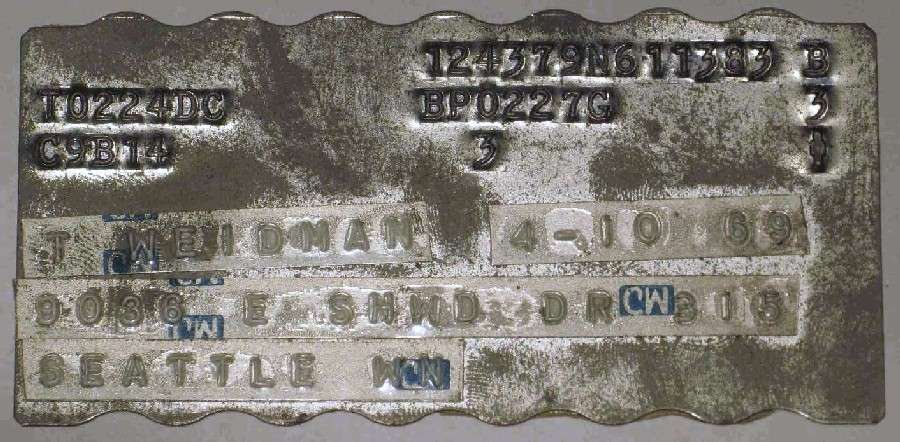 124379N611383 B
T0224DC BP0227G 3
C9B14 3 1
T WEIDMAN 4-10 69
9036 E SHWD DR CW 315
SEATTLE WN